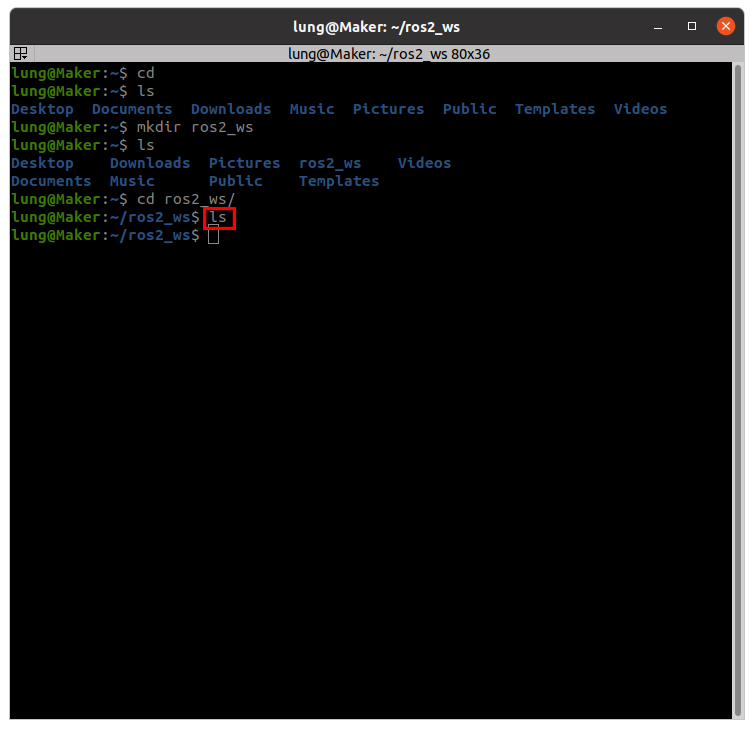 lung@Maker: ~/ros2_ws
lung@Maker: ~/ros2_ws 80x36
lung@Maker:~$ cd
lung@Maker:~$ ls
Desktop  Documents  Downloads  Music  Pictures  Public  Templates  Videos
lung@Maker:~$ mkdir ros2_ws
lung@Maker:~$ ls
Desktop    Downloads  Pictures  ros2_ws    Videos
Documents  Music      Public    Templates
lung@Maker:~$ cd ros2_ws/
lung@Maker:~/ros2_ws$ ls
lung@Maker:~/ros2_ws$